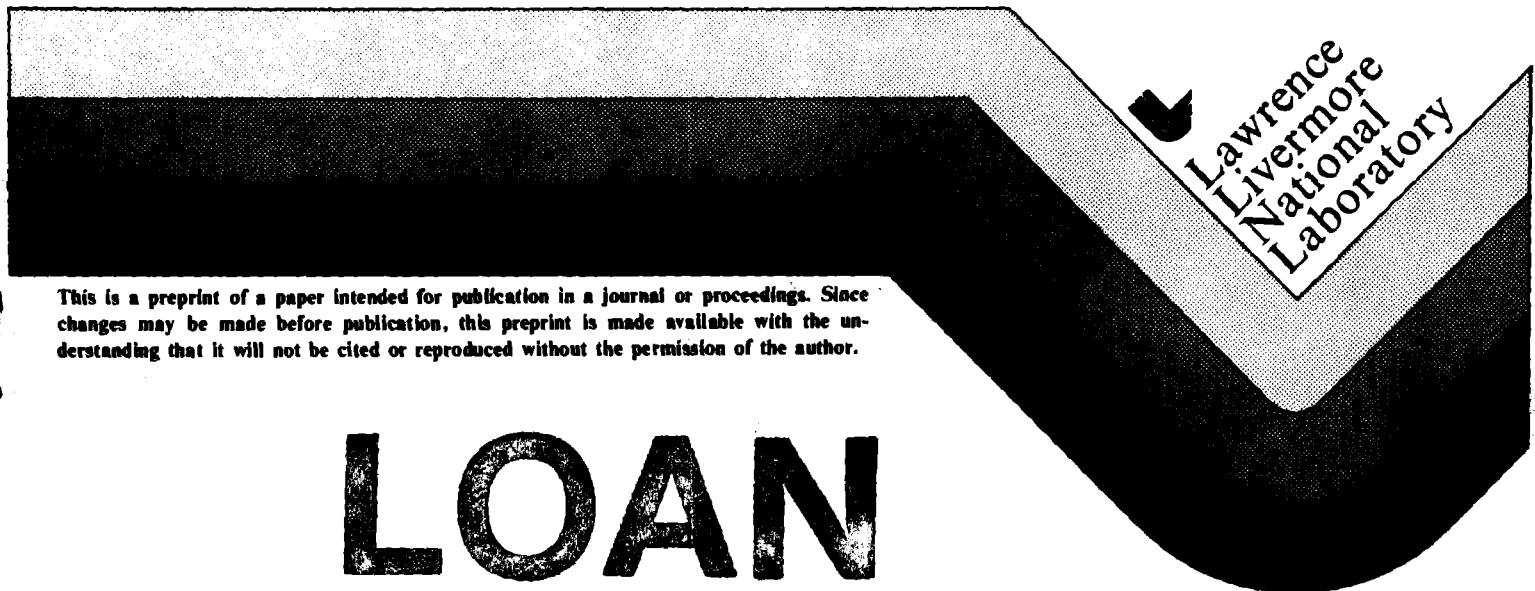 Lawrence
Livermore
National
Laboratory
This is a preprint of a paper intended for publication in a journal or proceedings. Since
changes may be made before publication, this preprint is made available with the un-
derstanding that it will not be cited or reproduced without the permission of the author.
LOAN